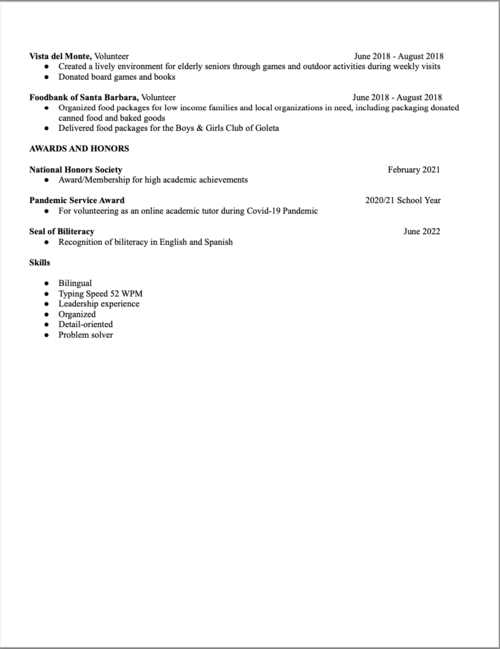 Vista del Monte, Volunteer June 2018 - August 2018
● Created a lively environment for elderly seniors through games and outdoor activities during weekly visits
● Donated board games and books
Foodbank of Santa Barbara, Volunteer June 2018 - August 2018
● Organized food packages for low income families and local organizations in need, including packaging donated
canned food and baked goods
● Delivered food packages for the Boys & Girls Club of Goleta
AWARDS AND HONORS
National Honors Society February 2021
● Award/Membership for high academic achievements
Pandemic Service Award 2020/21 School Year
● For volunteering as an online academic tutor during Covid-19 Pandemic
Seal of Biliteracy June 2022
● Recognition of biliteracy in English and Spanish
Skills
● Bilingual
● Typing Speed 52 WPM
● Leadership experience
● Organized
● Detail-oriented
● Problem solver